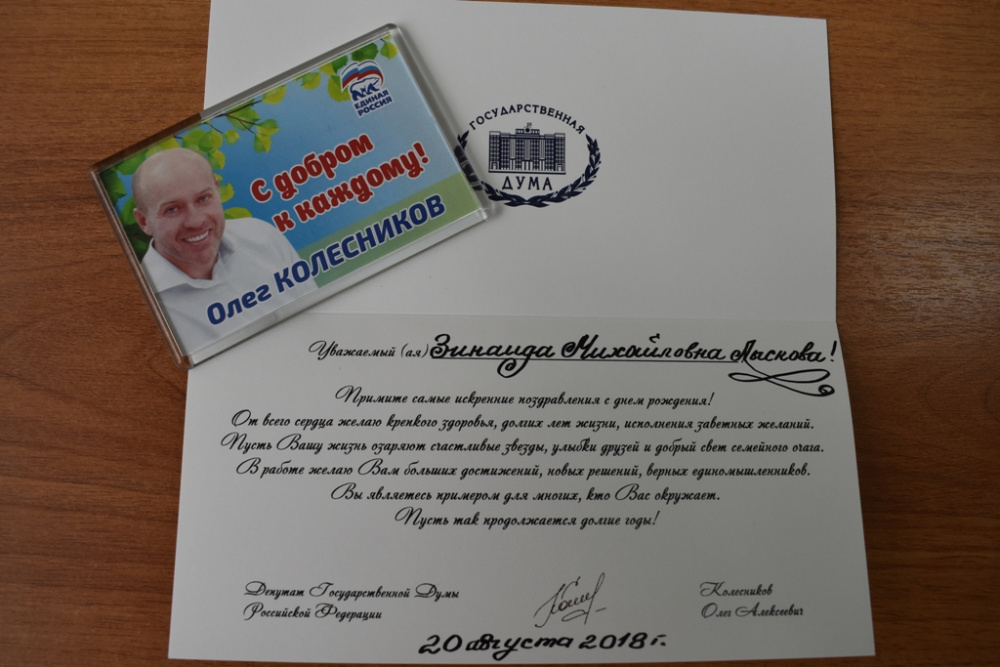 ЕДИНАЯ
РОССИЯ
С добром
к каждому!
Олег КОЛЕСНИКОВ
ГОСУДАРСТВЕННАЯ
ДУМА
Уважаемый (ая) Зинаида Михайловна Лыскова!
Примите самые искренние поздравления с днем рождения!
От всего сердца желаю крепкого здоровья, долгих лет жизни, исполнения заветных желаний.
Пусть Вашу жизнь озаряют счастливые звезды, улыбки друзей и добрый свет семейного очага.
В работе желаю Вам больших достижений, новых решений, верных единомышленников.
Вы являетесь примером для многих, кто Вас окружает.
Пусть так продолжается долгие годы!
Депутат Государственной Думы
Российской Федерации
Колесников
Олег Алексеевич
20 августа 2018 г.